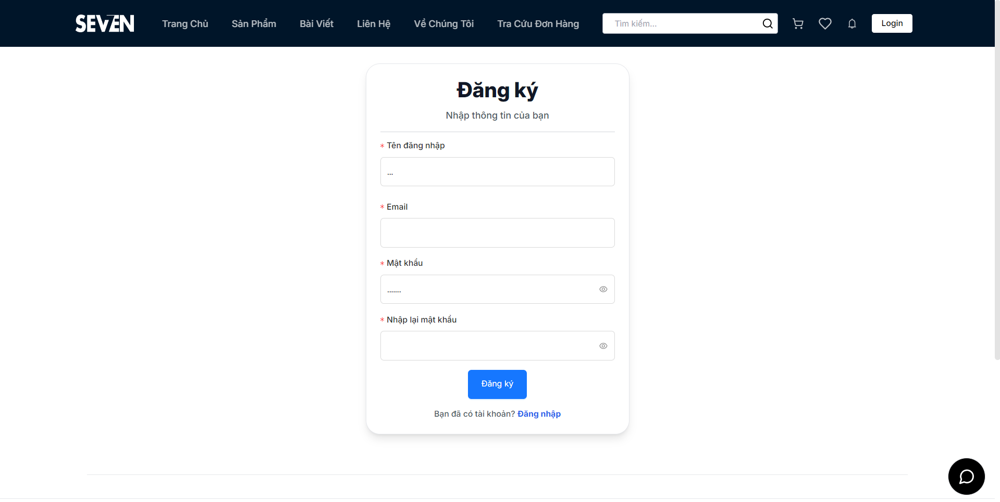 SEVEN
Trang Chủ
Sản Phẩm
Bài Viết
Liên Hệ
Về Chúng Tôi
Tra Cứu Đơn Hàng
Tìm kiếm...
Login
Đăng ký
Nhập thông tin của bạn
* Tên đăng nhập
...
* Email
* Mật khẩu
.......
* Nhập lại mật khẩu
Đăng ký
Bạn đã có tài khoản? Đăng nhập